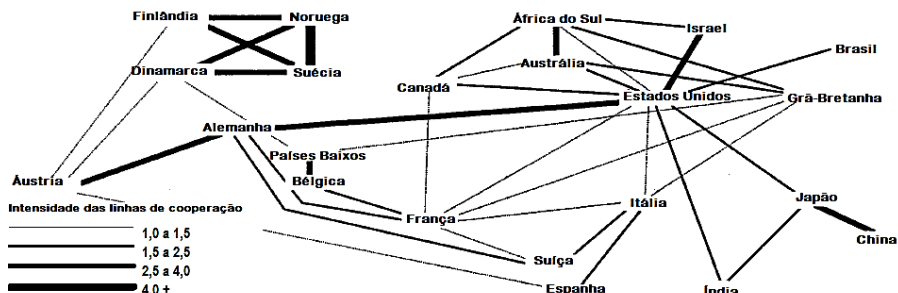 Finlândia
Noruega
África do Sul
Israel
Brasil
Dinamarca
Suécia
Austrália
Canadá
Estados Unidos
Grã-Bretanha
Alemanha
Países Baixos
Áustria
Bélgica
Intensidade das linhas de cooperação
França
Itália
Japão
1,0 a 1,5
China
1,5 a 2,5
Suíça
2,5 a 4,0
4,0 +
Espanha
Índia